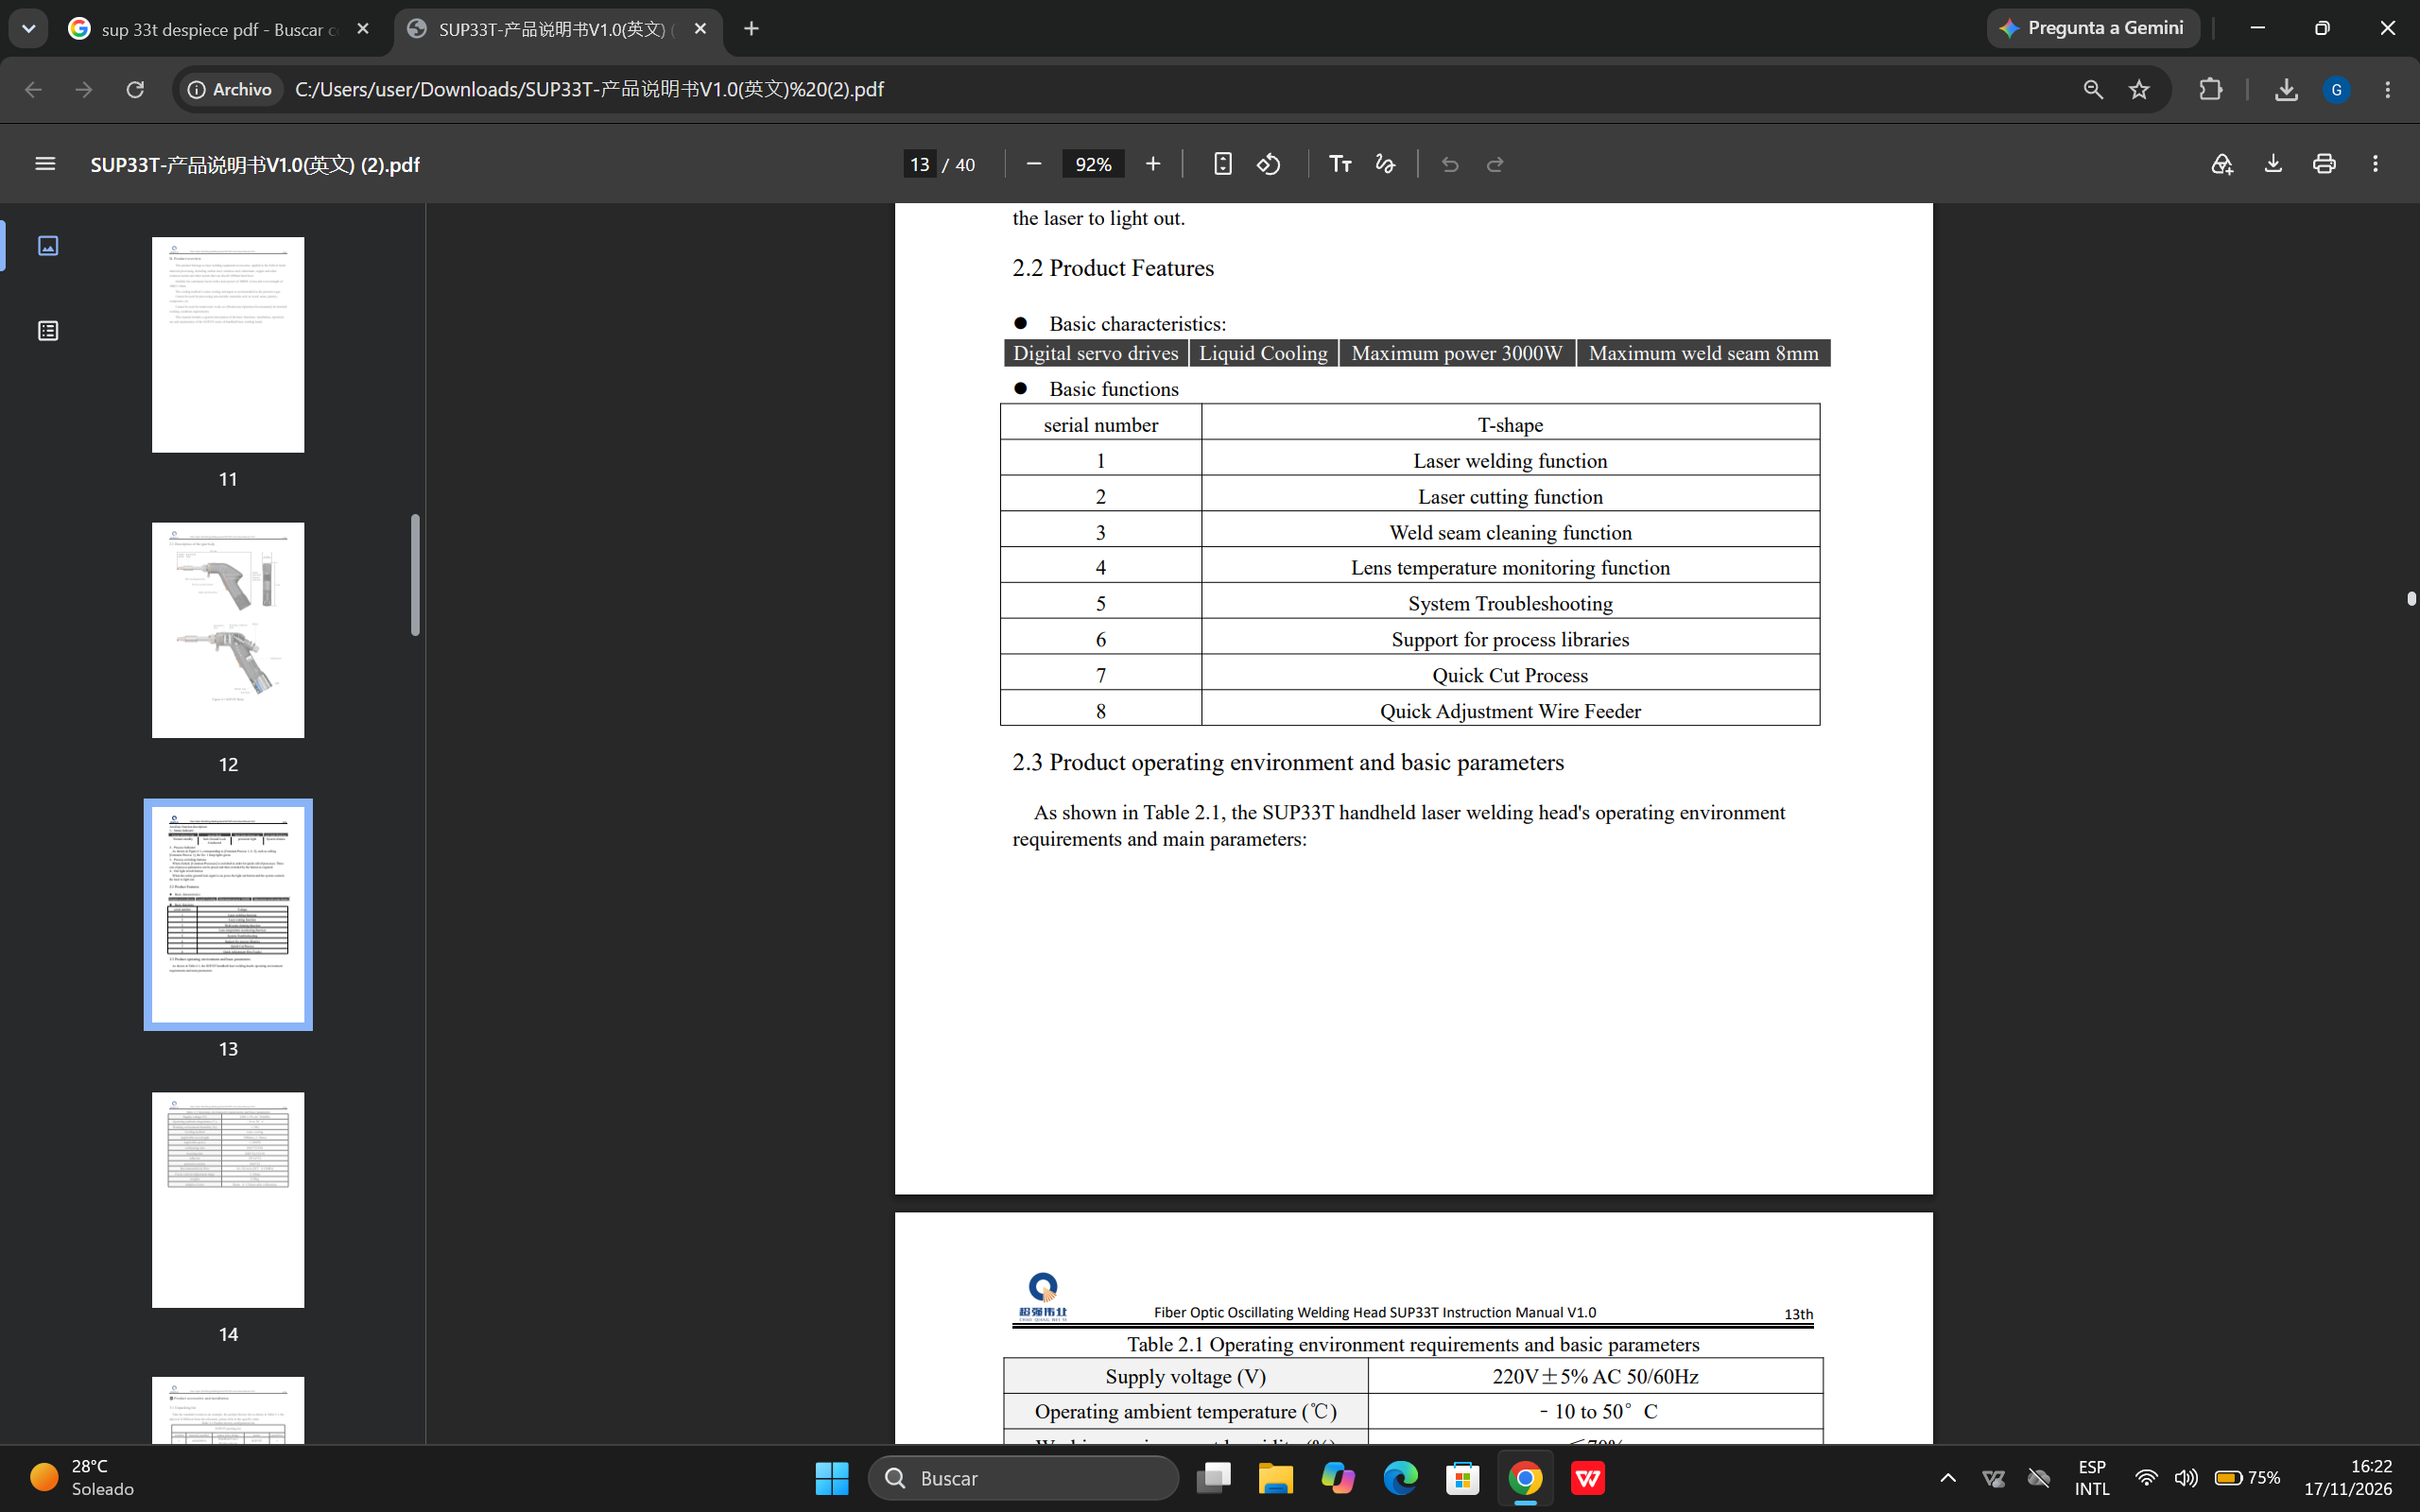 sup 33t despiece pdf - Buscar c
SUP33T-产品说明书V1.0(英文) (
Pregunta a Gemini
Archivo
C:/Users/user/Downloads/SUP33T-产品说明书V1.0(英文)%20(2).pdf
G
SUP33T-产品说明书V1.0(英文) (2).pdf
13 / 40
92%
11
12
13
14
the laser to light out.
2.2 Product Features
● Basic characteristics:
Digital servo drives Liquid Cooling Maximum power 3000W Maximum weld seam 8mm
● Basic functions
serial number T-shape
1 Laser welding function
2 Laser cutting function
3 Weld seam cleaning function
4 Lens temperature monitoring function
5 System Troubleshooting
6 Support for process libraries
7 Quick Cut Process
8 Quick Adjustment Wire Feeder
2.3 Product operating environment and basic parameters
As shown in Table 2.1, the SUP33T handheld laser welding head's operating environment
requirements and main parameters:
超强伟业
CHAO QIANG WEI YE
Fiber Optic Oscillating Welding Head SUP33T Instruction Manual V1.0
13th
Table 2.1 Operating environment requirements and basic parameters
Supply voltage (V) 220V±5% AC 50/60Hz
Operating ambient temperature (℃) - 10 to 50° C
28°C
Soleado
Buscar
ESP
INTL
75%
16:22
17/11/2026